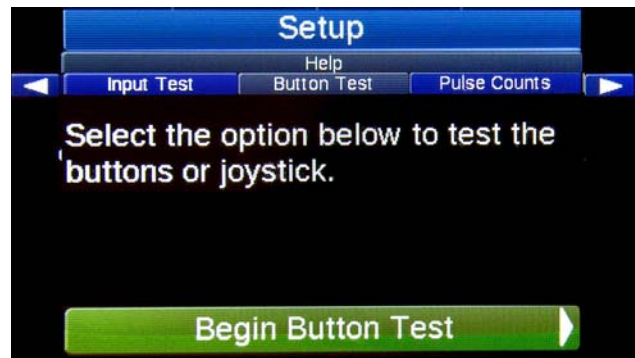 Setup
Help
Input Test Button Test Pulse Counts
Select the option below to test the
buttons or joystick.
Begin Button Test